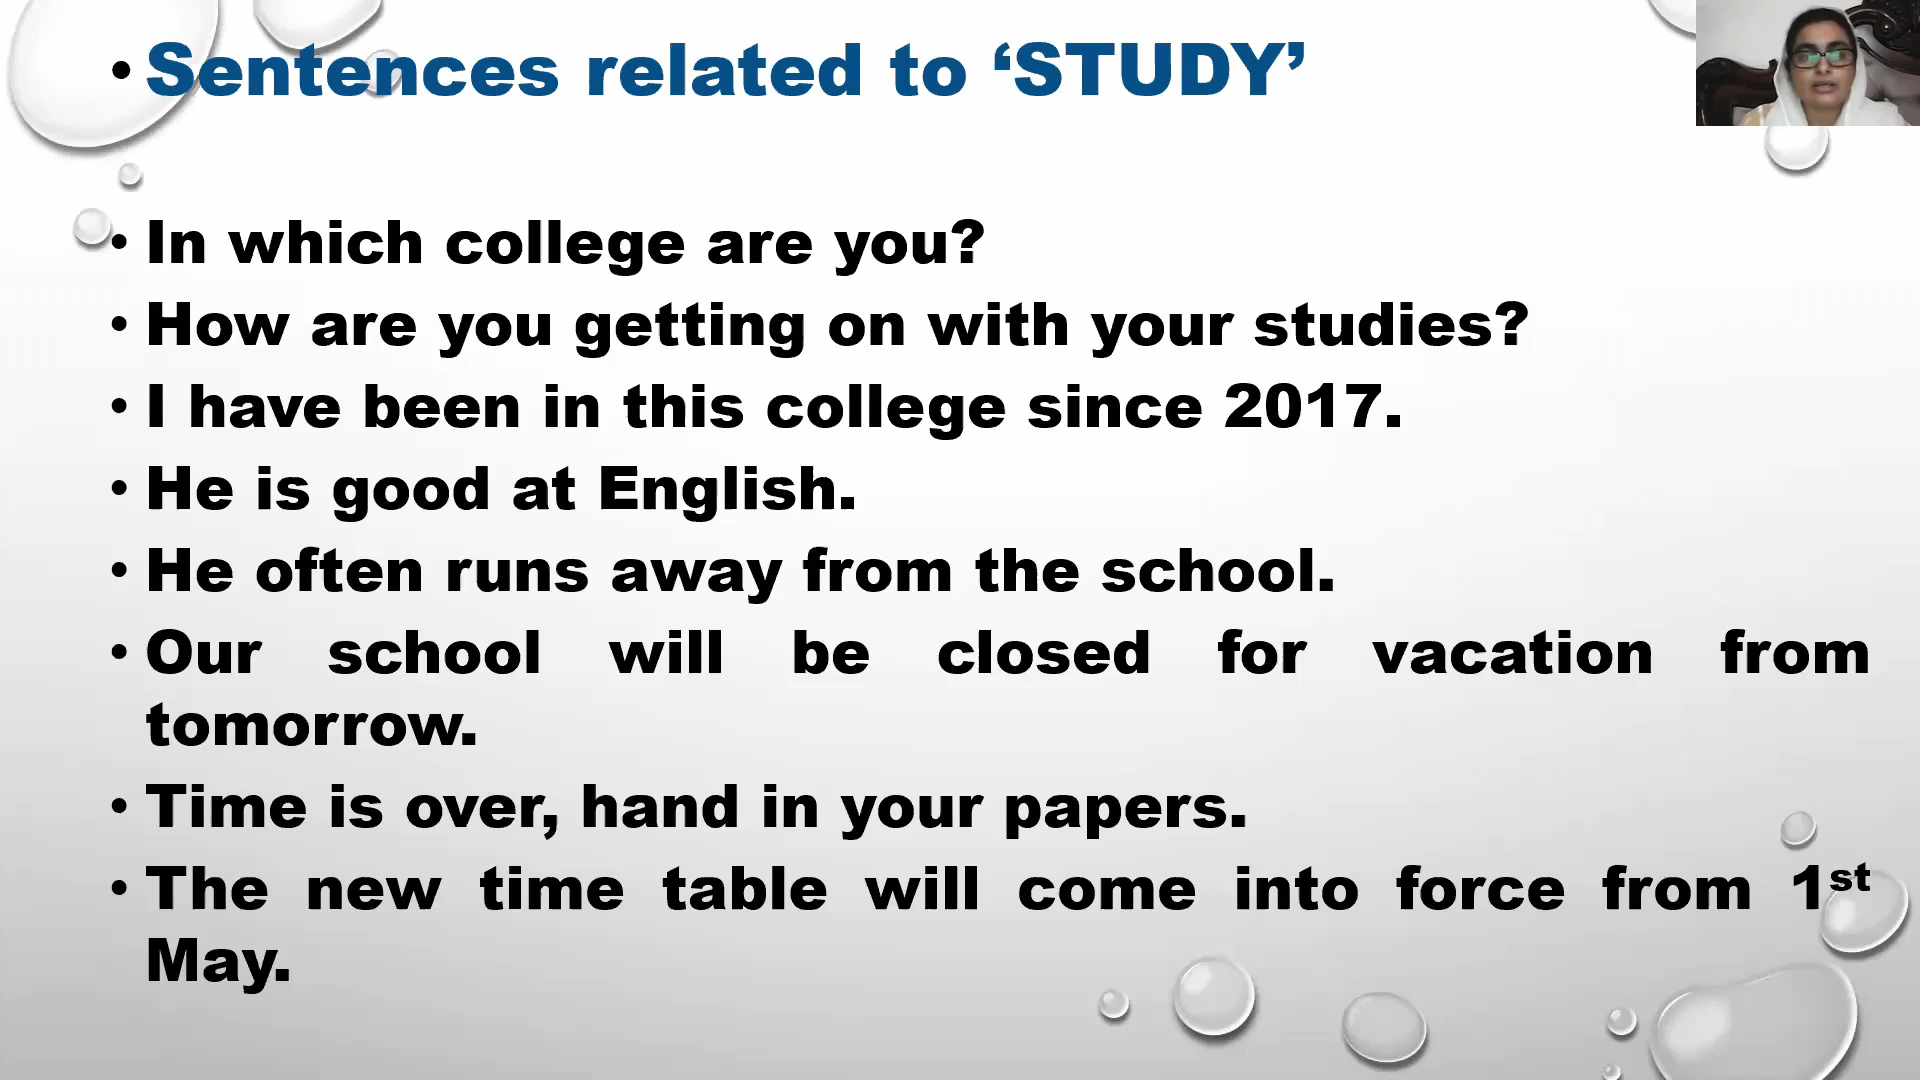 • Sentences related to ‘STUDY’
• In which college are you?
• How are you getting on with your studies?
• I have been in this college since 2017.
• He is good at English.
• He often runs away from the school.
• Our school will be closed for vacation from
tomorrow.
• Time is over, hand in your papers.
• The new time table will come into force from 1st
May.